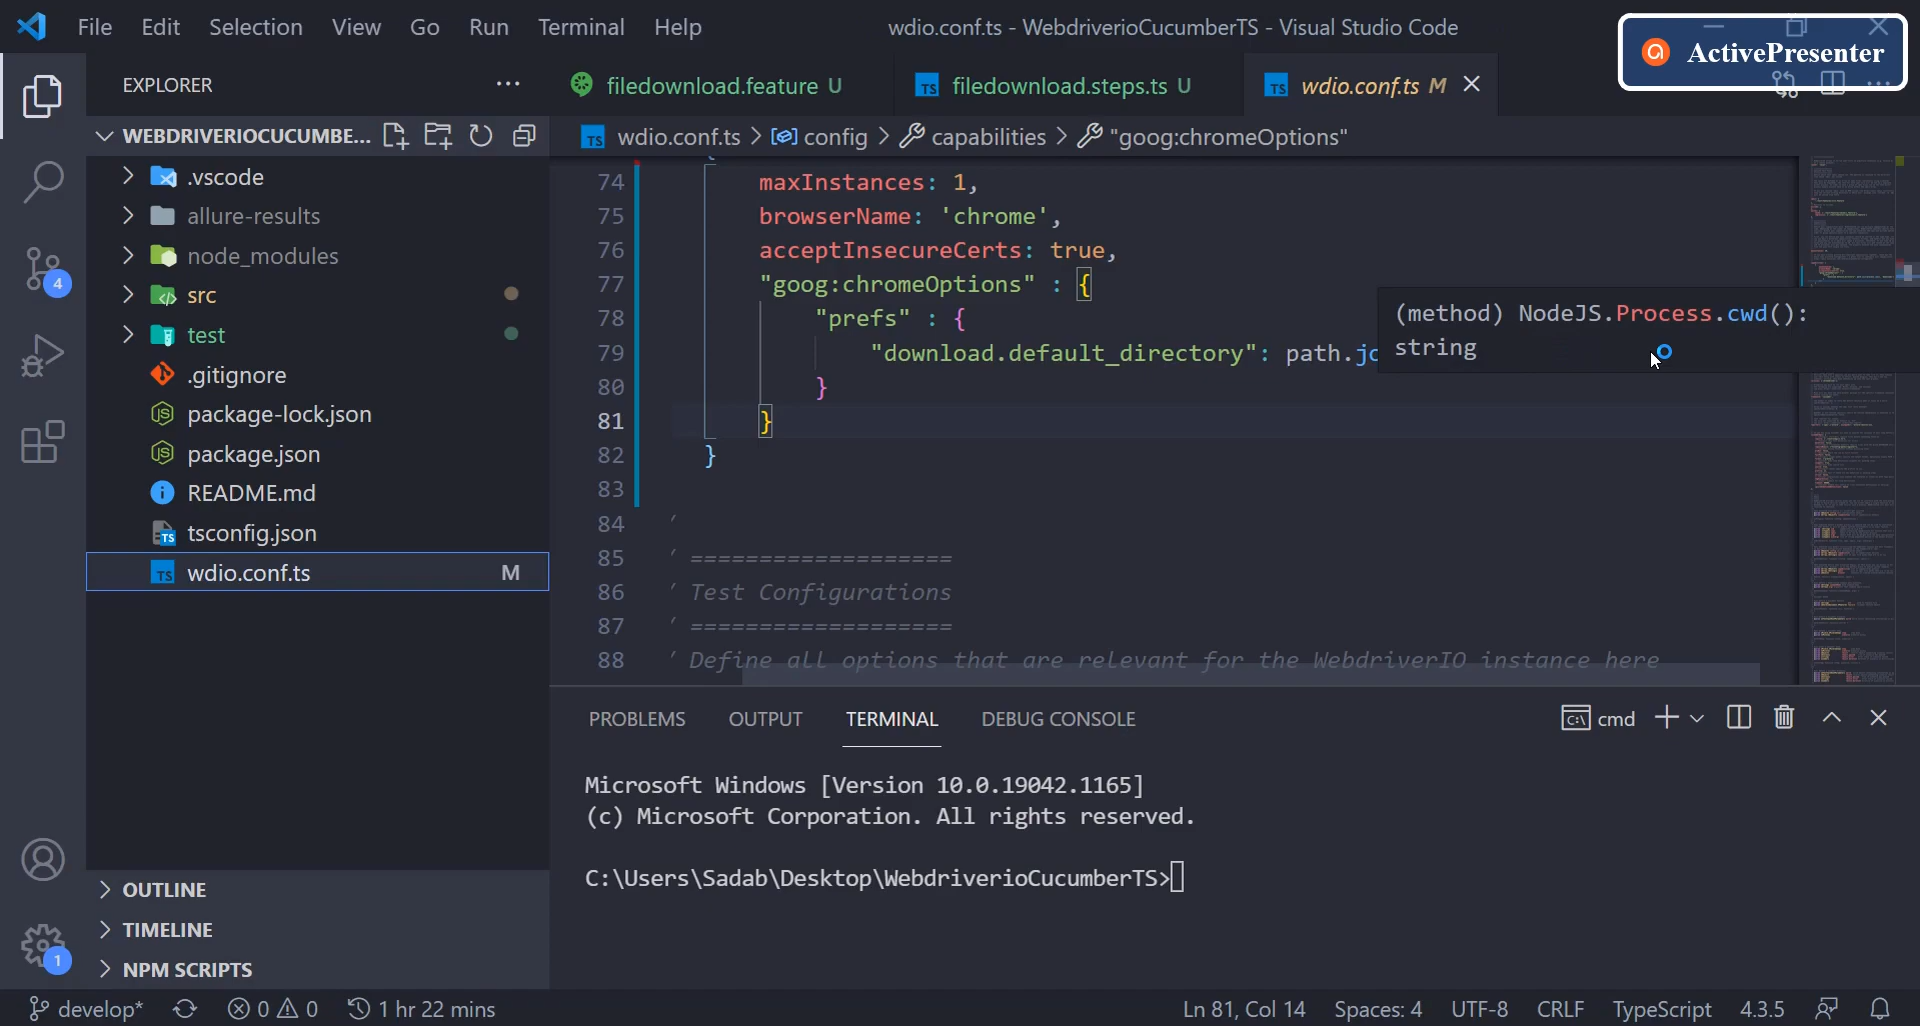 File Edit Selection View Go Run Terminal Help
wdio.conf.ts - WebdriverioCucumberTS - Visual Studio Code
ActivePresenter
EXPLORER
filedownload.feature U
filedownload.steps.ts U
wdio.conf.ts M
WEBDRIVERIOCUCUMBE...
wdio.conf.ts > config > capabilities > "goog:chromeOptions"
.vscode
allure-results
node_modules
src
test
.gitignore
package-lock.json
package.json
README.md
tsconfig.json
wdio.conf.ts M
4
74 maxInstances: 1,
75 browserName: 'chrome',
76 acceptInsecureCerts: true,
77 "goog:chromeOptions" : {
78 "prefs" : {
79 "download.default_directory": path.jo
80 }
81 }
82 }
83
84
85 ===================
86 Test Configurations
87 ===================
88 Define all options that are relevant for the WebdriverIO instance here
(method) NodeJS.Process.cwd():
string
PROBLEMS OUTPUT TERMINAL DEBUG CONSOLE
cmd
Microsoft Windows [Version 10.0.19042.1165]
(c) Microsoft Corporation. All rights reserved.
C:\Users\Sadab\Desktop\WebdriverioCucumberTS>
OUTLINE
TIMELINE
NPM SCRIPTS
1
develop* 0 0 1 hr 22 mins
Ln 81, Col 14 Spaces: 4 UTF-8 CRLF TypeScript 4.3.5